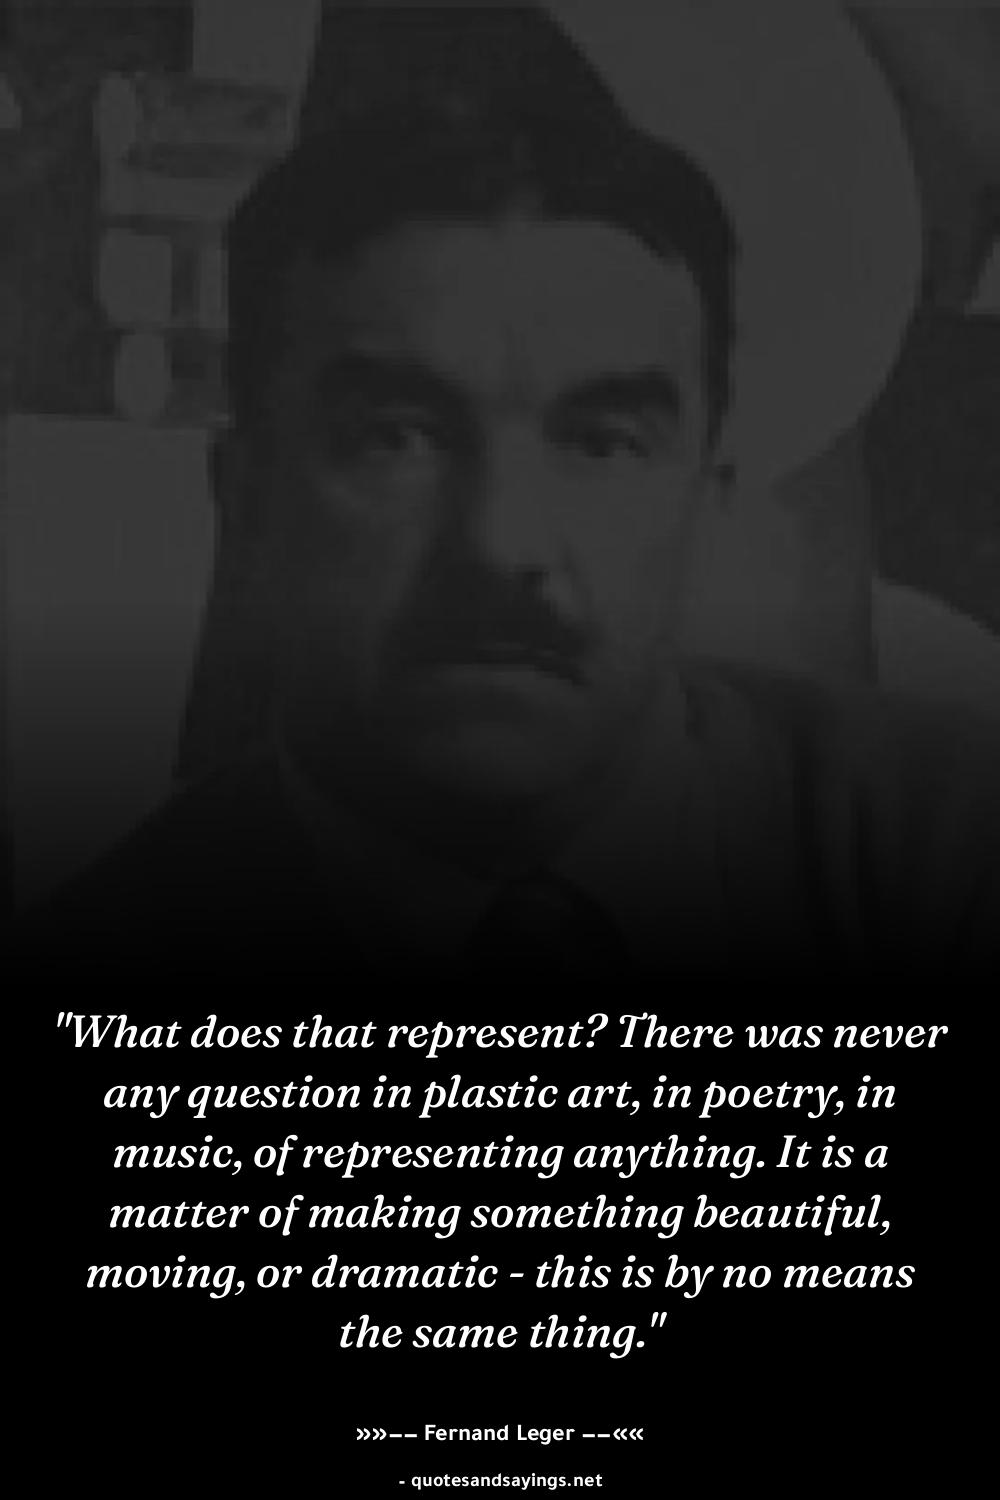 "What does that represent? There was never
any question in plastic art, in poetry, in
music, of representing anything. It is a
matter of making something beautiful,
moving, or dramatic - this is by no means
the same thing."
»»−− Fernand Leger −−««
- quotesandsayings.net